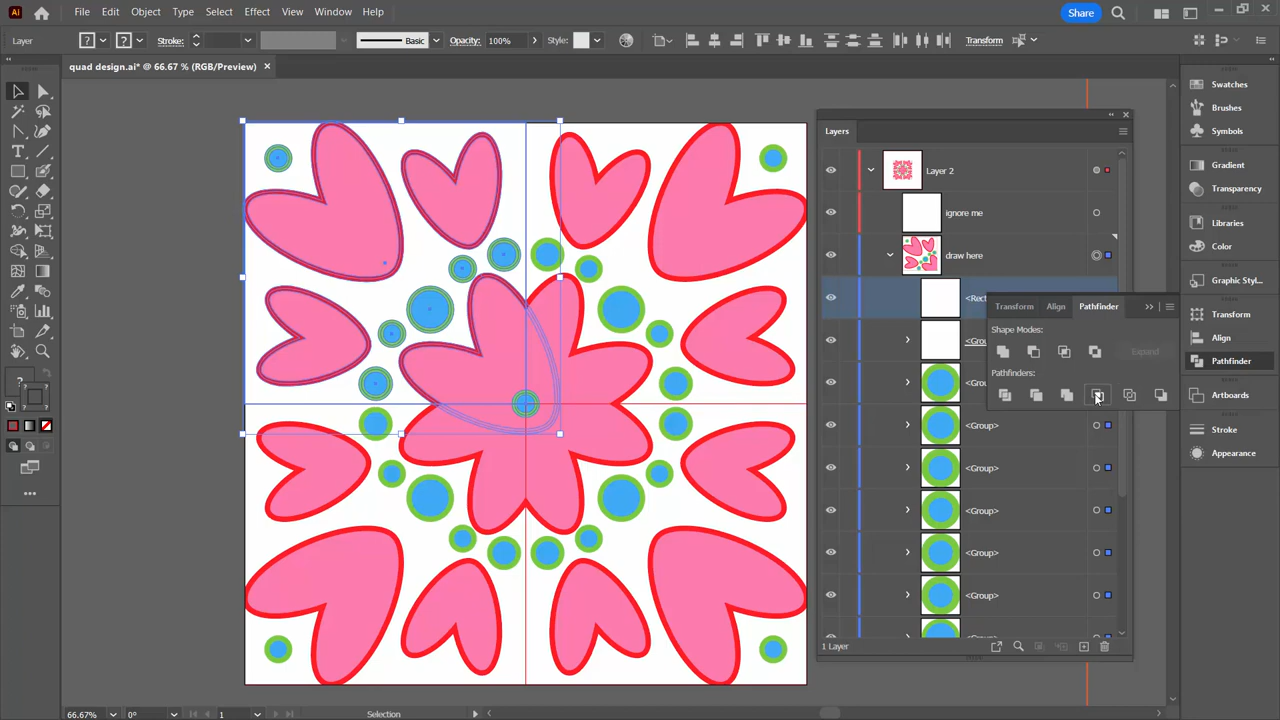 Ai File Edit Object Type Select Effect View Window Help Share
Layer ? ? Stroke: Basic Opacity: 100% Style: Transform
quad design.ai* @ 66.67 % (RGB/Preview) ×
Swatches
Brushes
Symbols
Gradient
Transparency
Libraries
Color
Graphic Styl...
Transform
Align
Pathfinder
Artboards
Stroke
Appearance
Layers
Layer 2
ignore me
draw here
<Rect
<Grou
<Grou
<Group>
<Group>
<Group>
<Group>
<Group>
1 Layer
Transform Align Pathfinder
Shape Modes:
Expand
Pathfinders:
?
66.67% 0° 1 Selection